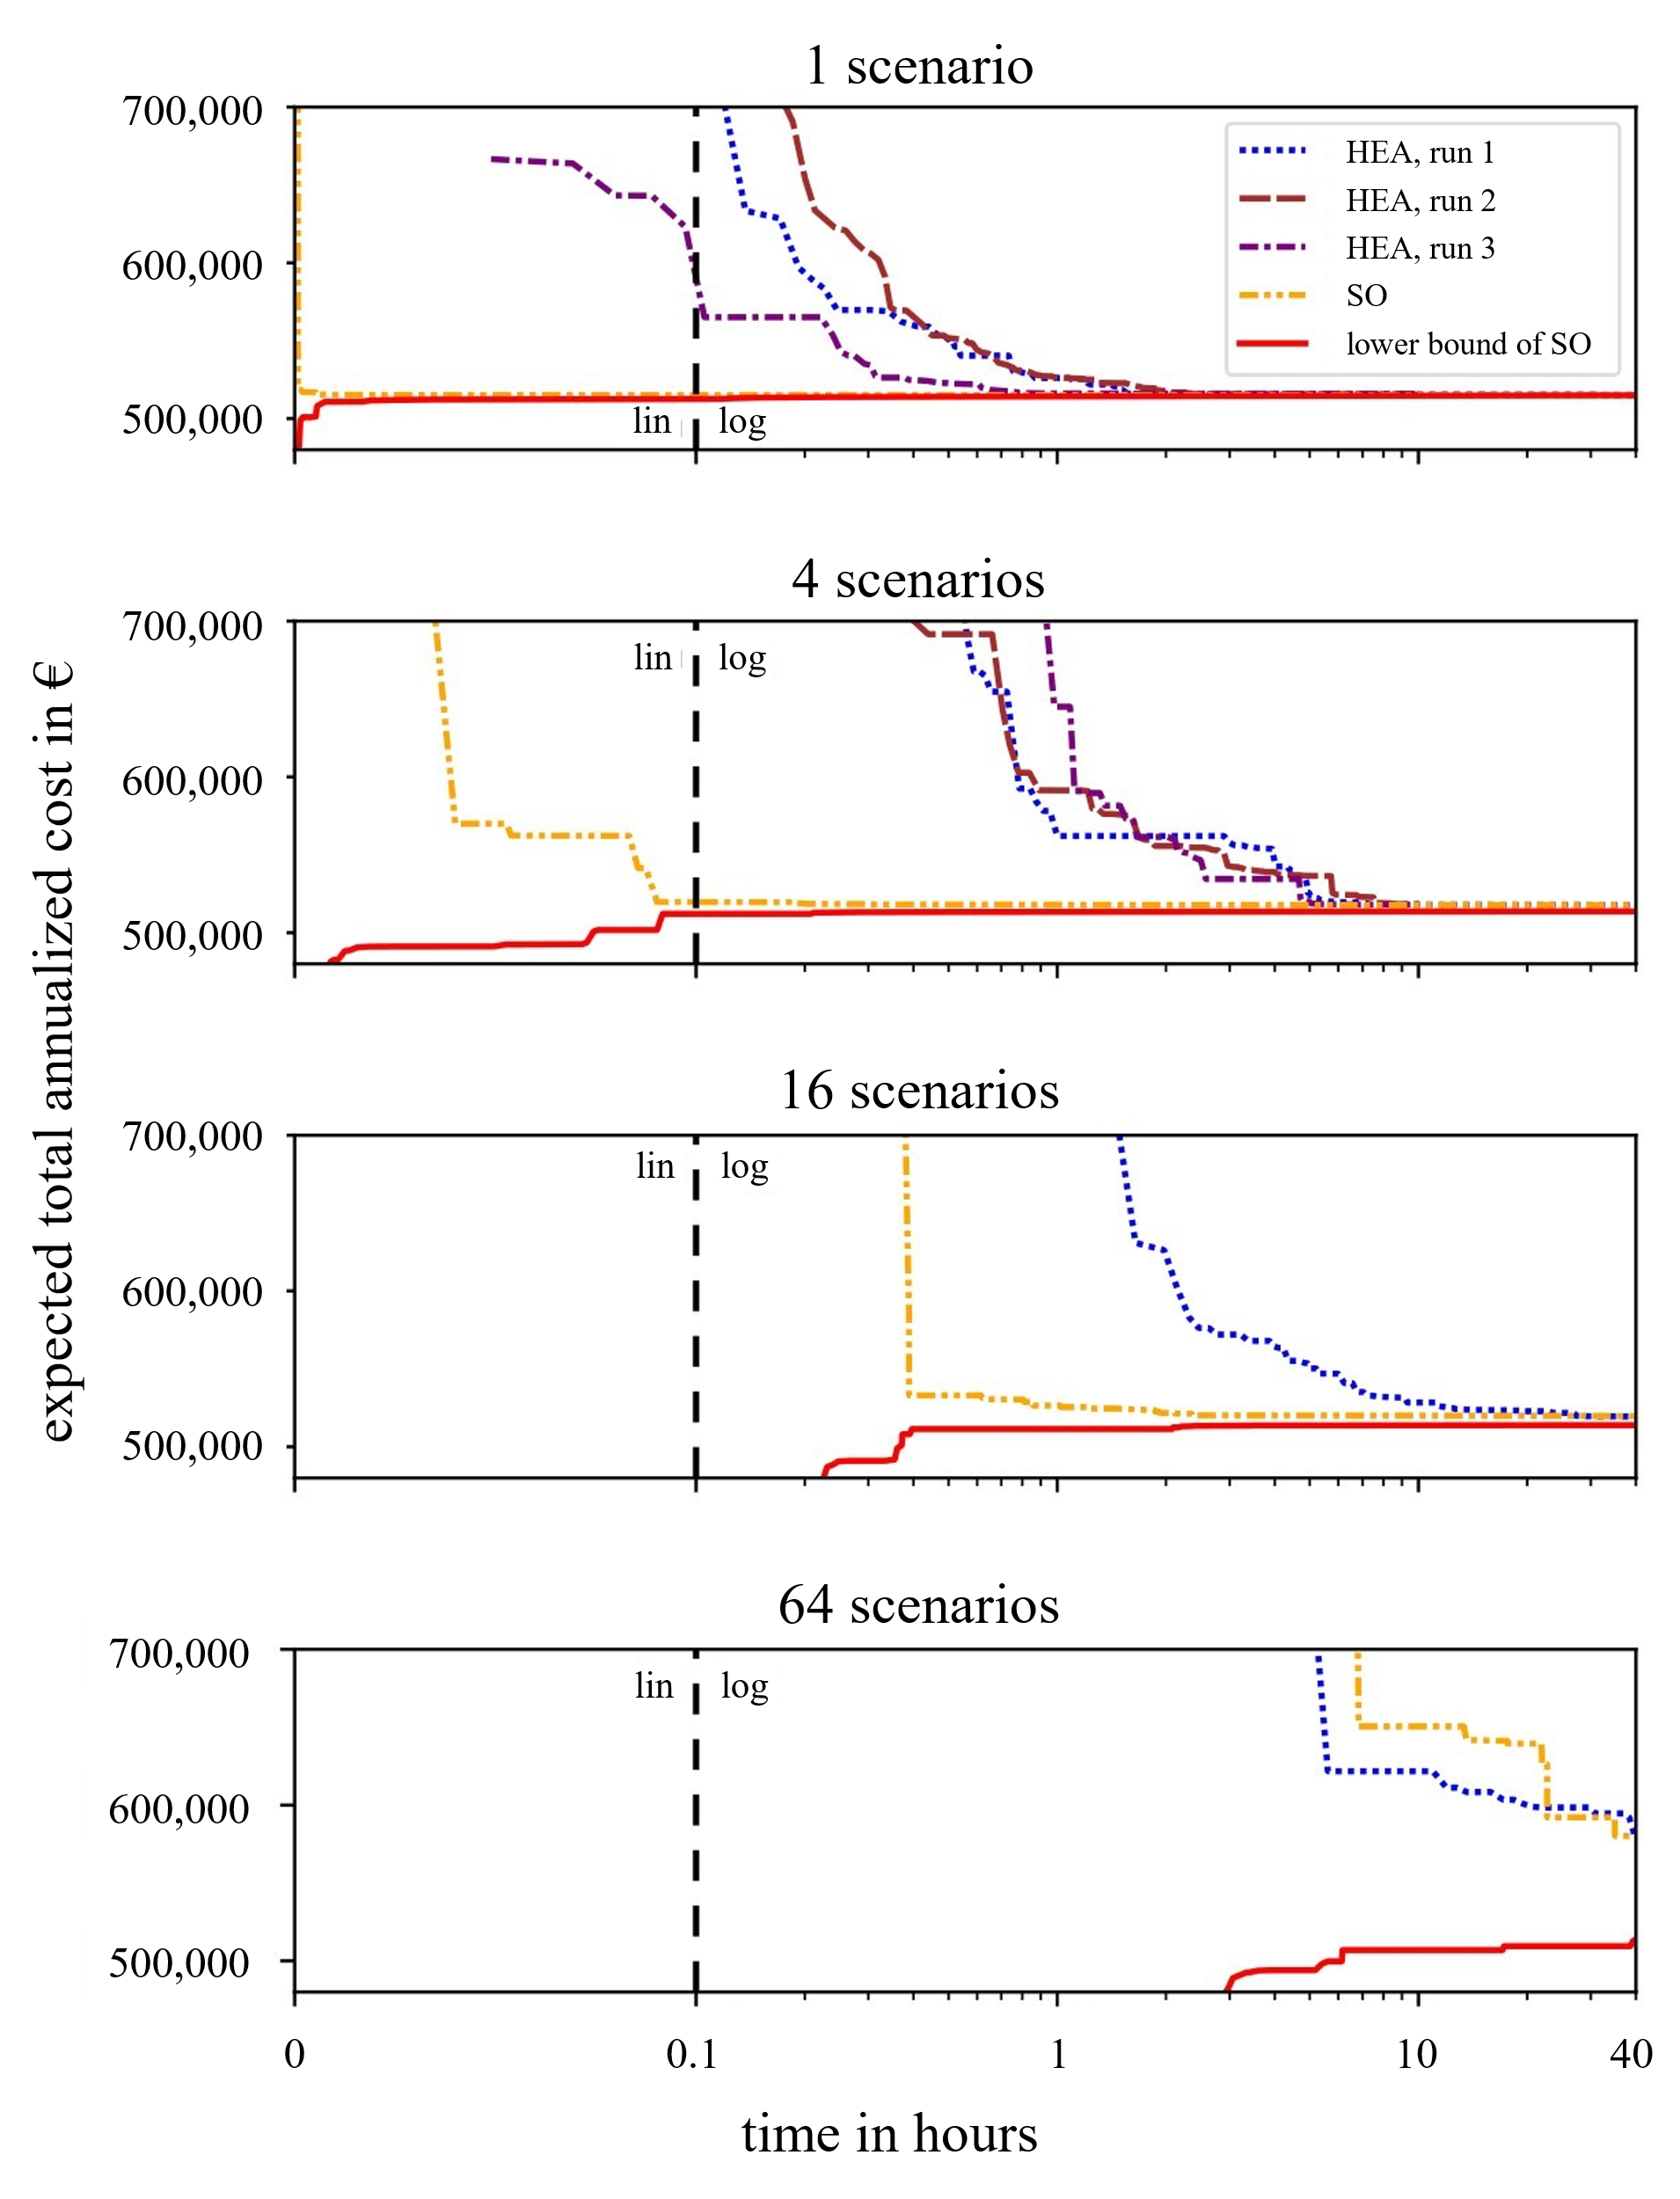 1 scenario
700,000
600,000
500,000
HEA, run 1
HEA, run 2
HEA, run 3
SO
lower bound of SO
lin
log
4 scenarios
700,000
600,000
500,000
lin
log
16 scenarios
700,000
600,000
500,000
lin
log
64 scenarios
700,000
600,000
500,000
lin
log
0
0.1
1
10
40
time in hours
expected total annualized cost in €